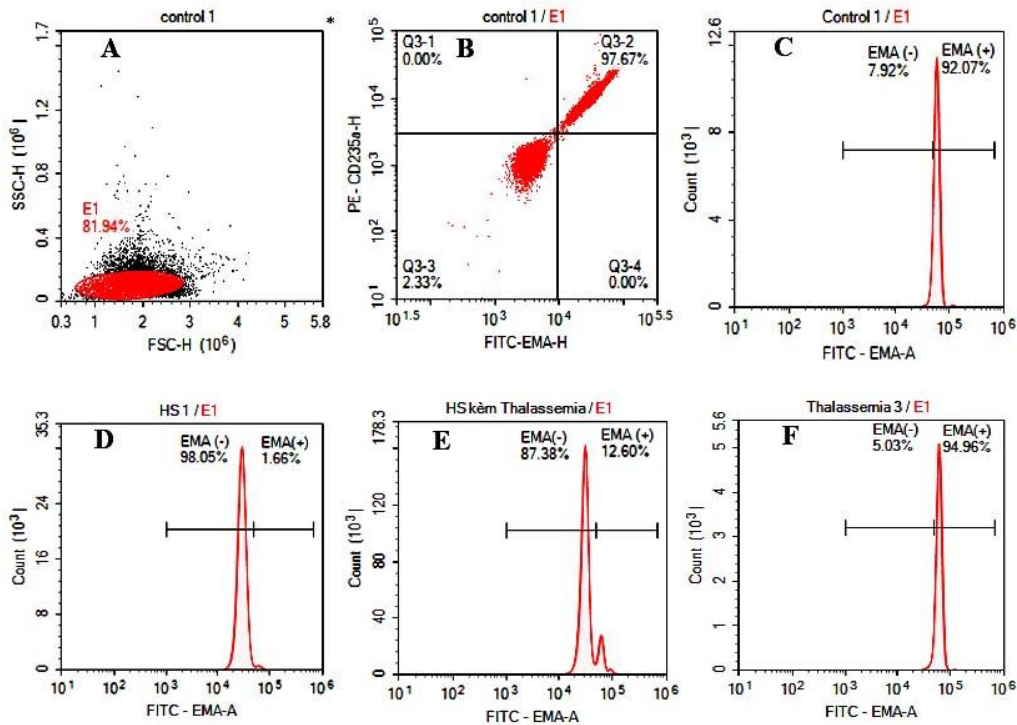 control 1
*
A
1.7
1.2
0.8
0.4
0
SSC-H (10⁶)
E1
81.94%
0.3 1 2 3 4 5 5.8
FSC-H (10⁶)
control 1 / E1
B
Q3-1
0.00%
Q3-2
97.67%
Q3-3
2.33%
Q3-4
0.00%
10⁵
10⁴
10³
10²
10¹
PE- CD235a-H
10¹·⁵ 10³ 10⁴ 10⁵·⁵
FITC-EMA-H
Control 1 / E1
C
EMA (-)
7.92%
EMA (+)
92.07%
12.6
8
4
0
Count (10³)
10¹ 10² 10³ 10⁴ 10⁵ 10⁶
FITC - EMA-A
HS 1 / E1
D
EMA (-)
98.05%
EMA(+)
1.66%
35.3
24
16
8
0
Count (10³)
10¹ 10² 10³ 10⁴ 10⁵ 10⁶
FITC - EMA-A
HS kèm Thalassemia / E1
E
EMA(-)
87.38%
EMA (+)
12.60%
178.3
120
80
40
0
Count (10³)
10¹ 10² 10³ 10⁴ 10⁵ 10⁶
FITC - EMA-A
Thalassemia 3 / E1
F
EMA(-)
5.03%
EMA(+)
94.96%
5.6
5
4
3
2
1
0
Count (10³)
10¹ 10² 10³ 10⁴ 10⁵ 10⁶
FITC - EMA-A